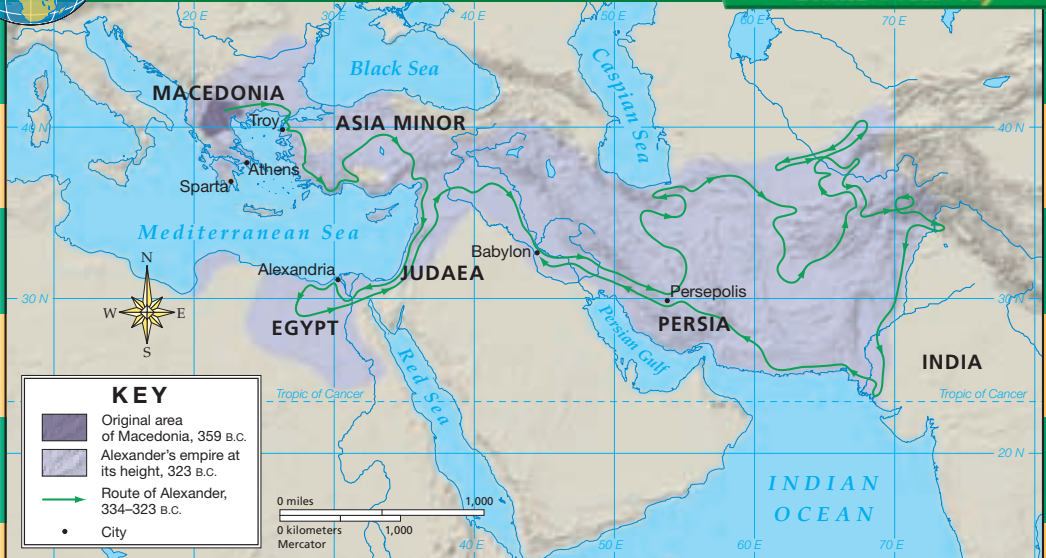 20 E
30 E
40 E
50 E
60 E
70 E
Black Sea
Caspian Sea
MACEDONIA
Troy
ASIA MINOR
40 N
40 N
Athens
Sparta
Mediterranean Sea
Babylon
Alexandria
JUDAEA
N
W
E
S
30 N
30 N
Persepolis
EGYPT
PERSIA
Persian Gulf
Red Sea
INDIA
Tropic of Cancer
Tropic of Cancer
KEY
Original area
of Macedonia, 359 B.C.
Alexander's empire at
its height, 323 B.C.
Route of Alexander,
334–323 B.C.
City
20 N
INDIAN
OCEAN
0 miles
1,000
0 kilometers
1,000
Mercator
40 E
50 E
60 E
70 E